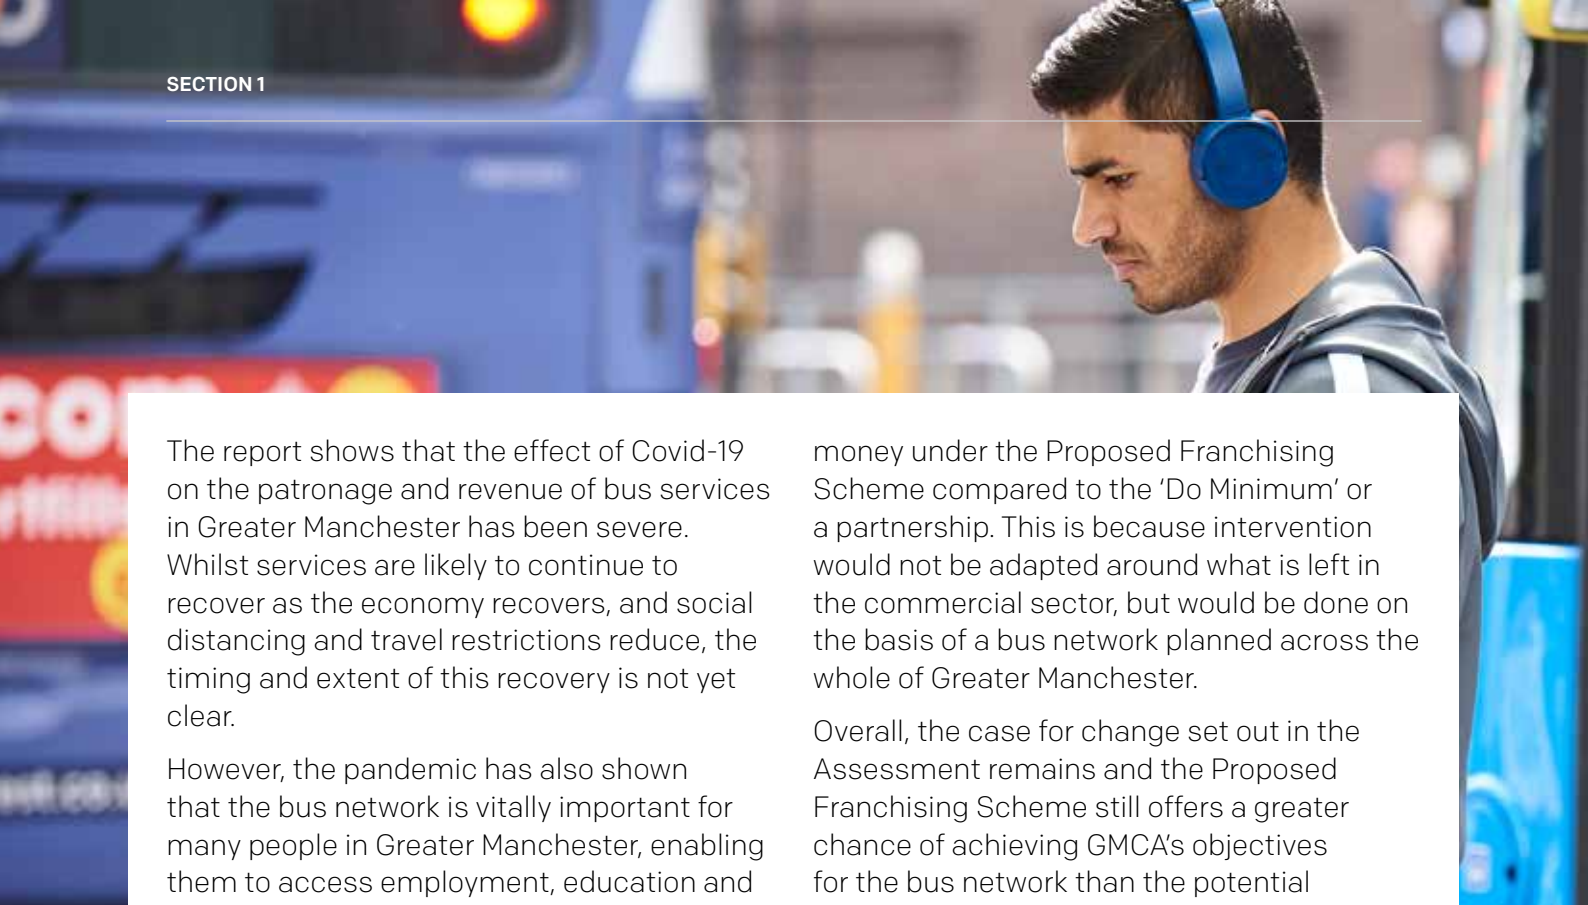 SECTION 1
The report shows that the effect of Covid-19
on the patronage and revenue of bus services
in Greater Manchester has been severe.
Whilst services are likely to continue to
recover as the economy recovers, and social
distancing and travel restrictions reduce, the
timing and extent of this recovery is not yet
clear.
However, the pandemic has also shown
that the bus network is vitally important for
many people in Greater Manchester, enabling
them to access employment, education and
money under the Proposed Franchising
Scheme compared to the ‘Do Minimum’ or
a partnership. This is because intervention
would not be adapted around what is left in
the commercial sector, but would be done on
the basis of a bus network planned across the
whole of Greater Manchester.
Overall, the case for change set out in the
Assessment remains and the Proposed
Franchising Scheme still offers a greater
chance of achieving GMCA’s objectives
for the bus network than the potential